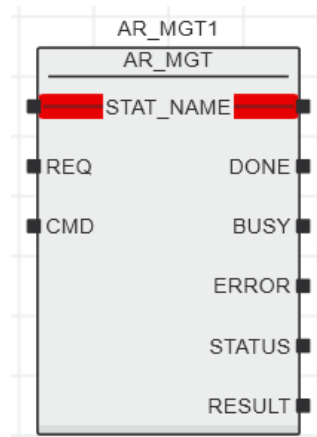 AR_MGT1
AR_MGT
STAT_NAME
REQ DONE
CMD BUSY
ERROR
STATUS
RESULT